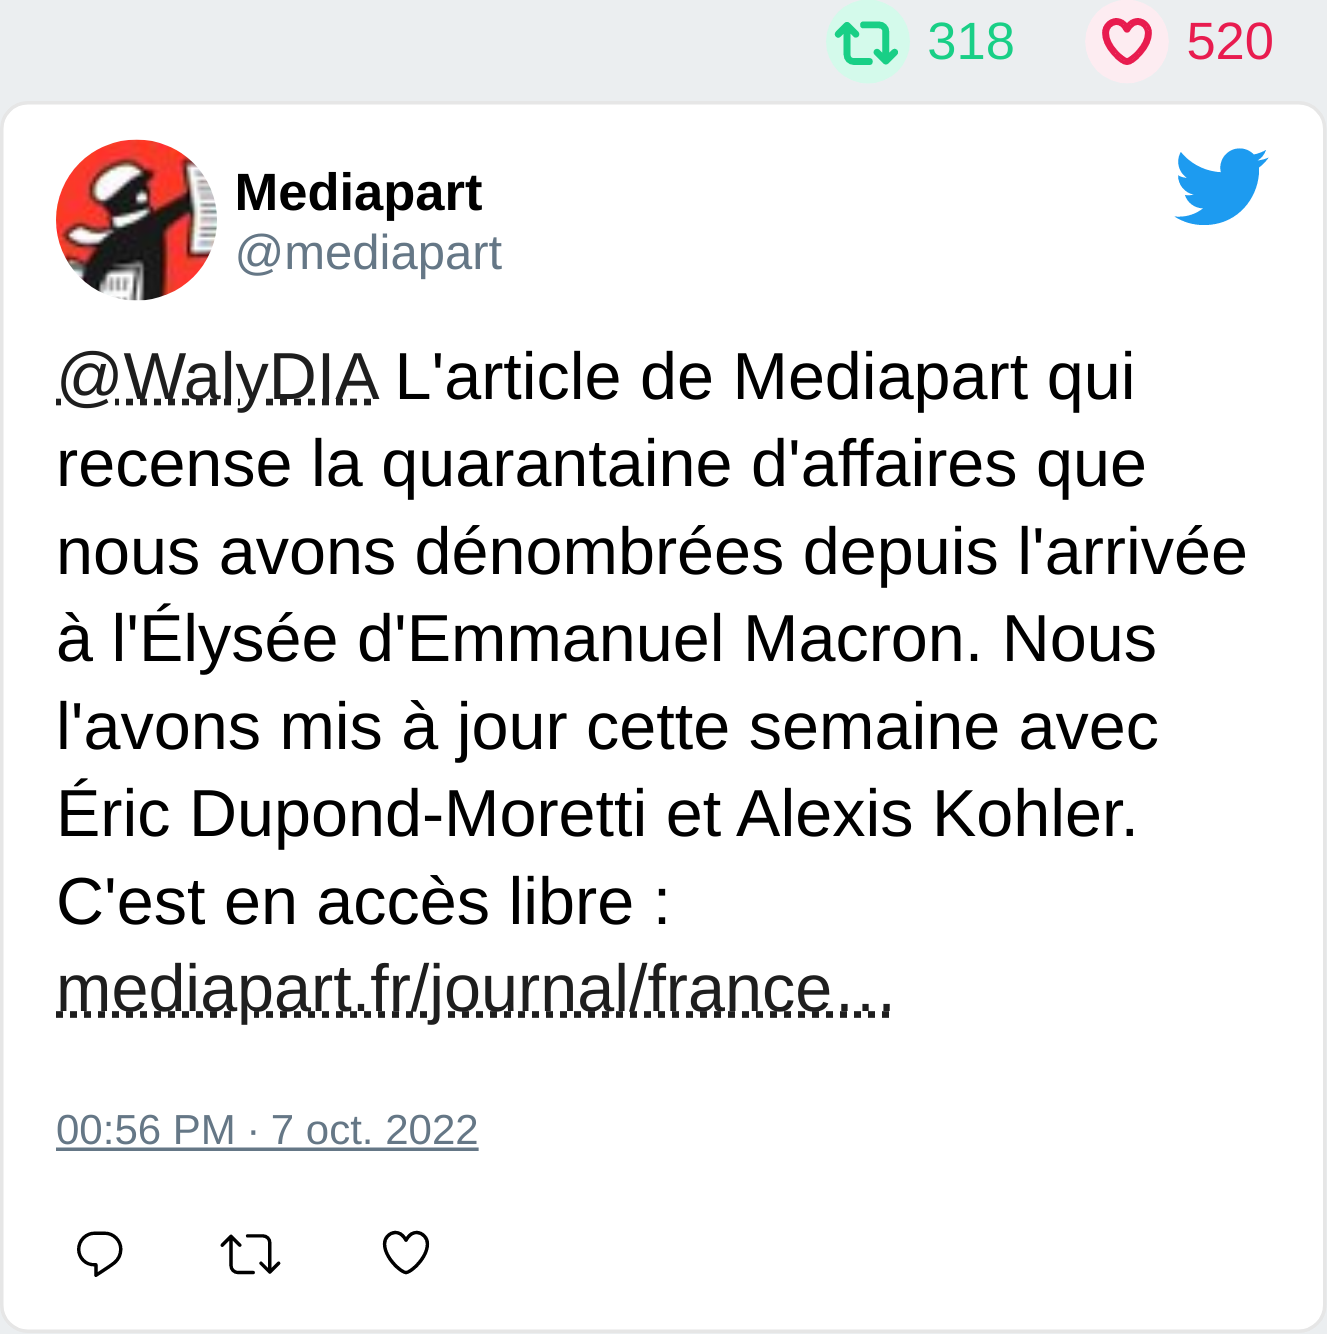 318 520
Mediapart
@mediapart
@WalyDIA L'article de Mediapart qui
recense la quarantaine d'affaires que
nous avons dénombrées depuis l'arrivée
à l'Élysée d'Emmanuel Macron. Nous
l'avons mis à jour cette semaine avec
Éric Dupond-Moretti et Alexis Kohler.
C'est en accès libre :
mediapart.fr/journal/france…
00:56 PM · 7 oct. 2022